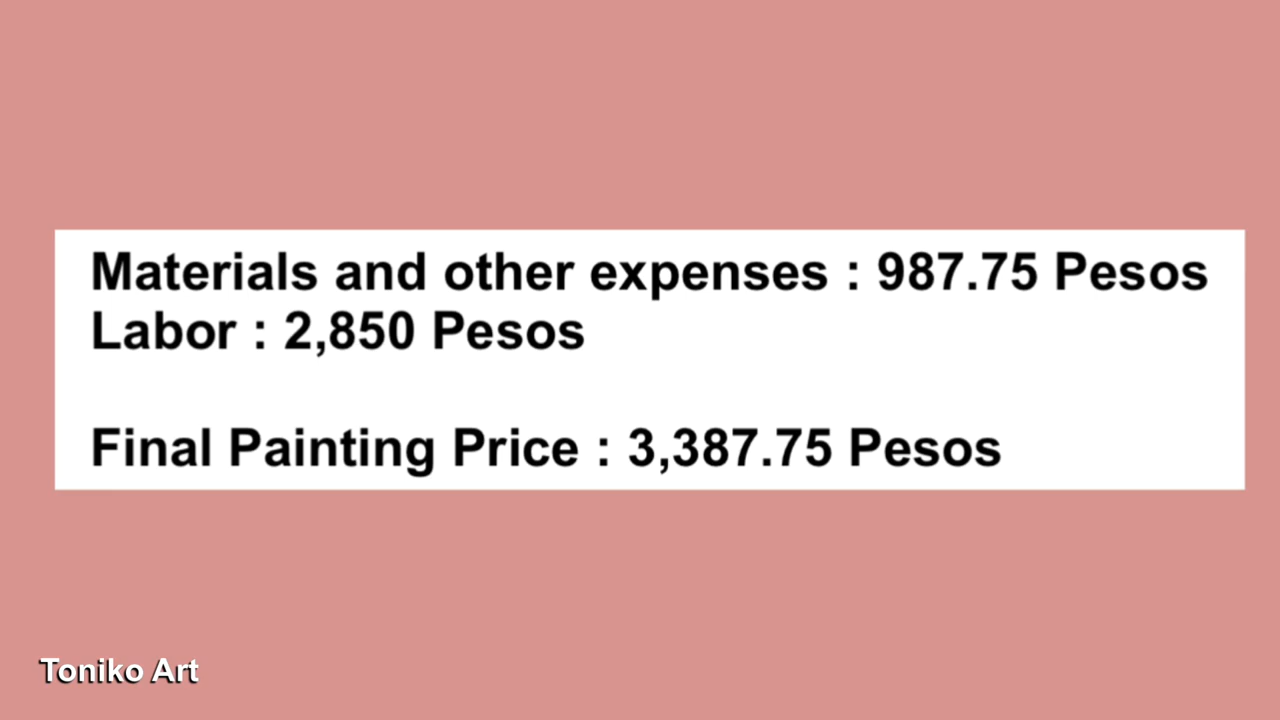 Materials and other expenses : 987.75 Pesos
Labor : 2,850 Pesos
Final Painting Price : 3,387.75 Pesos
Toniko Art